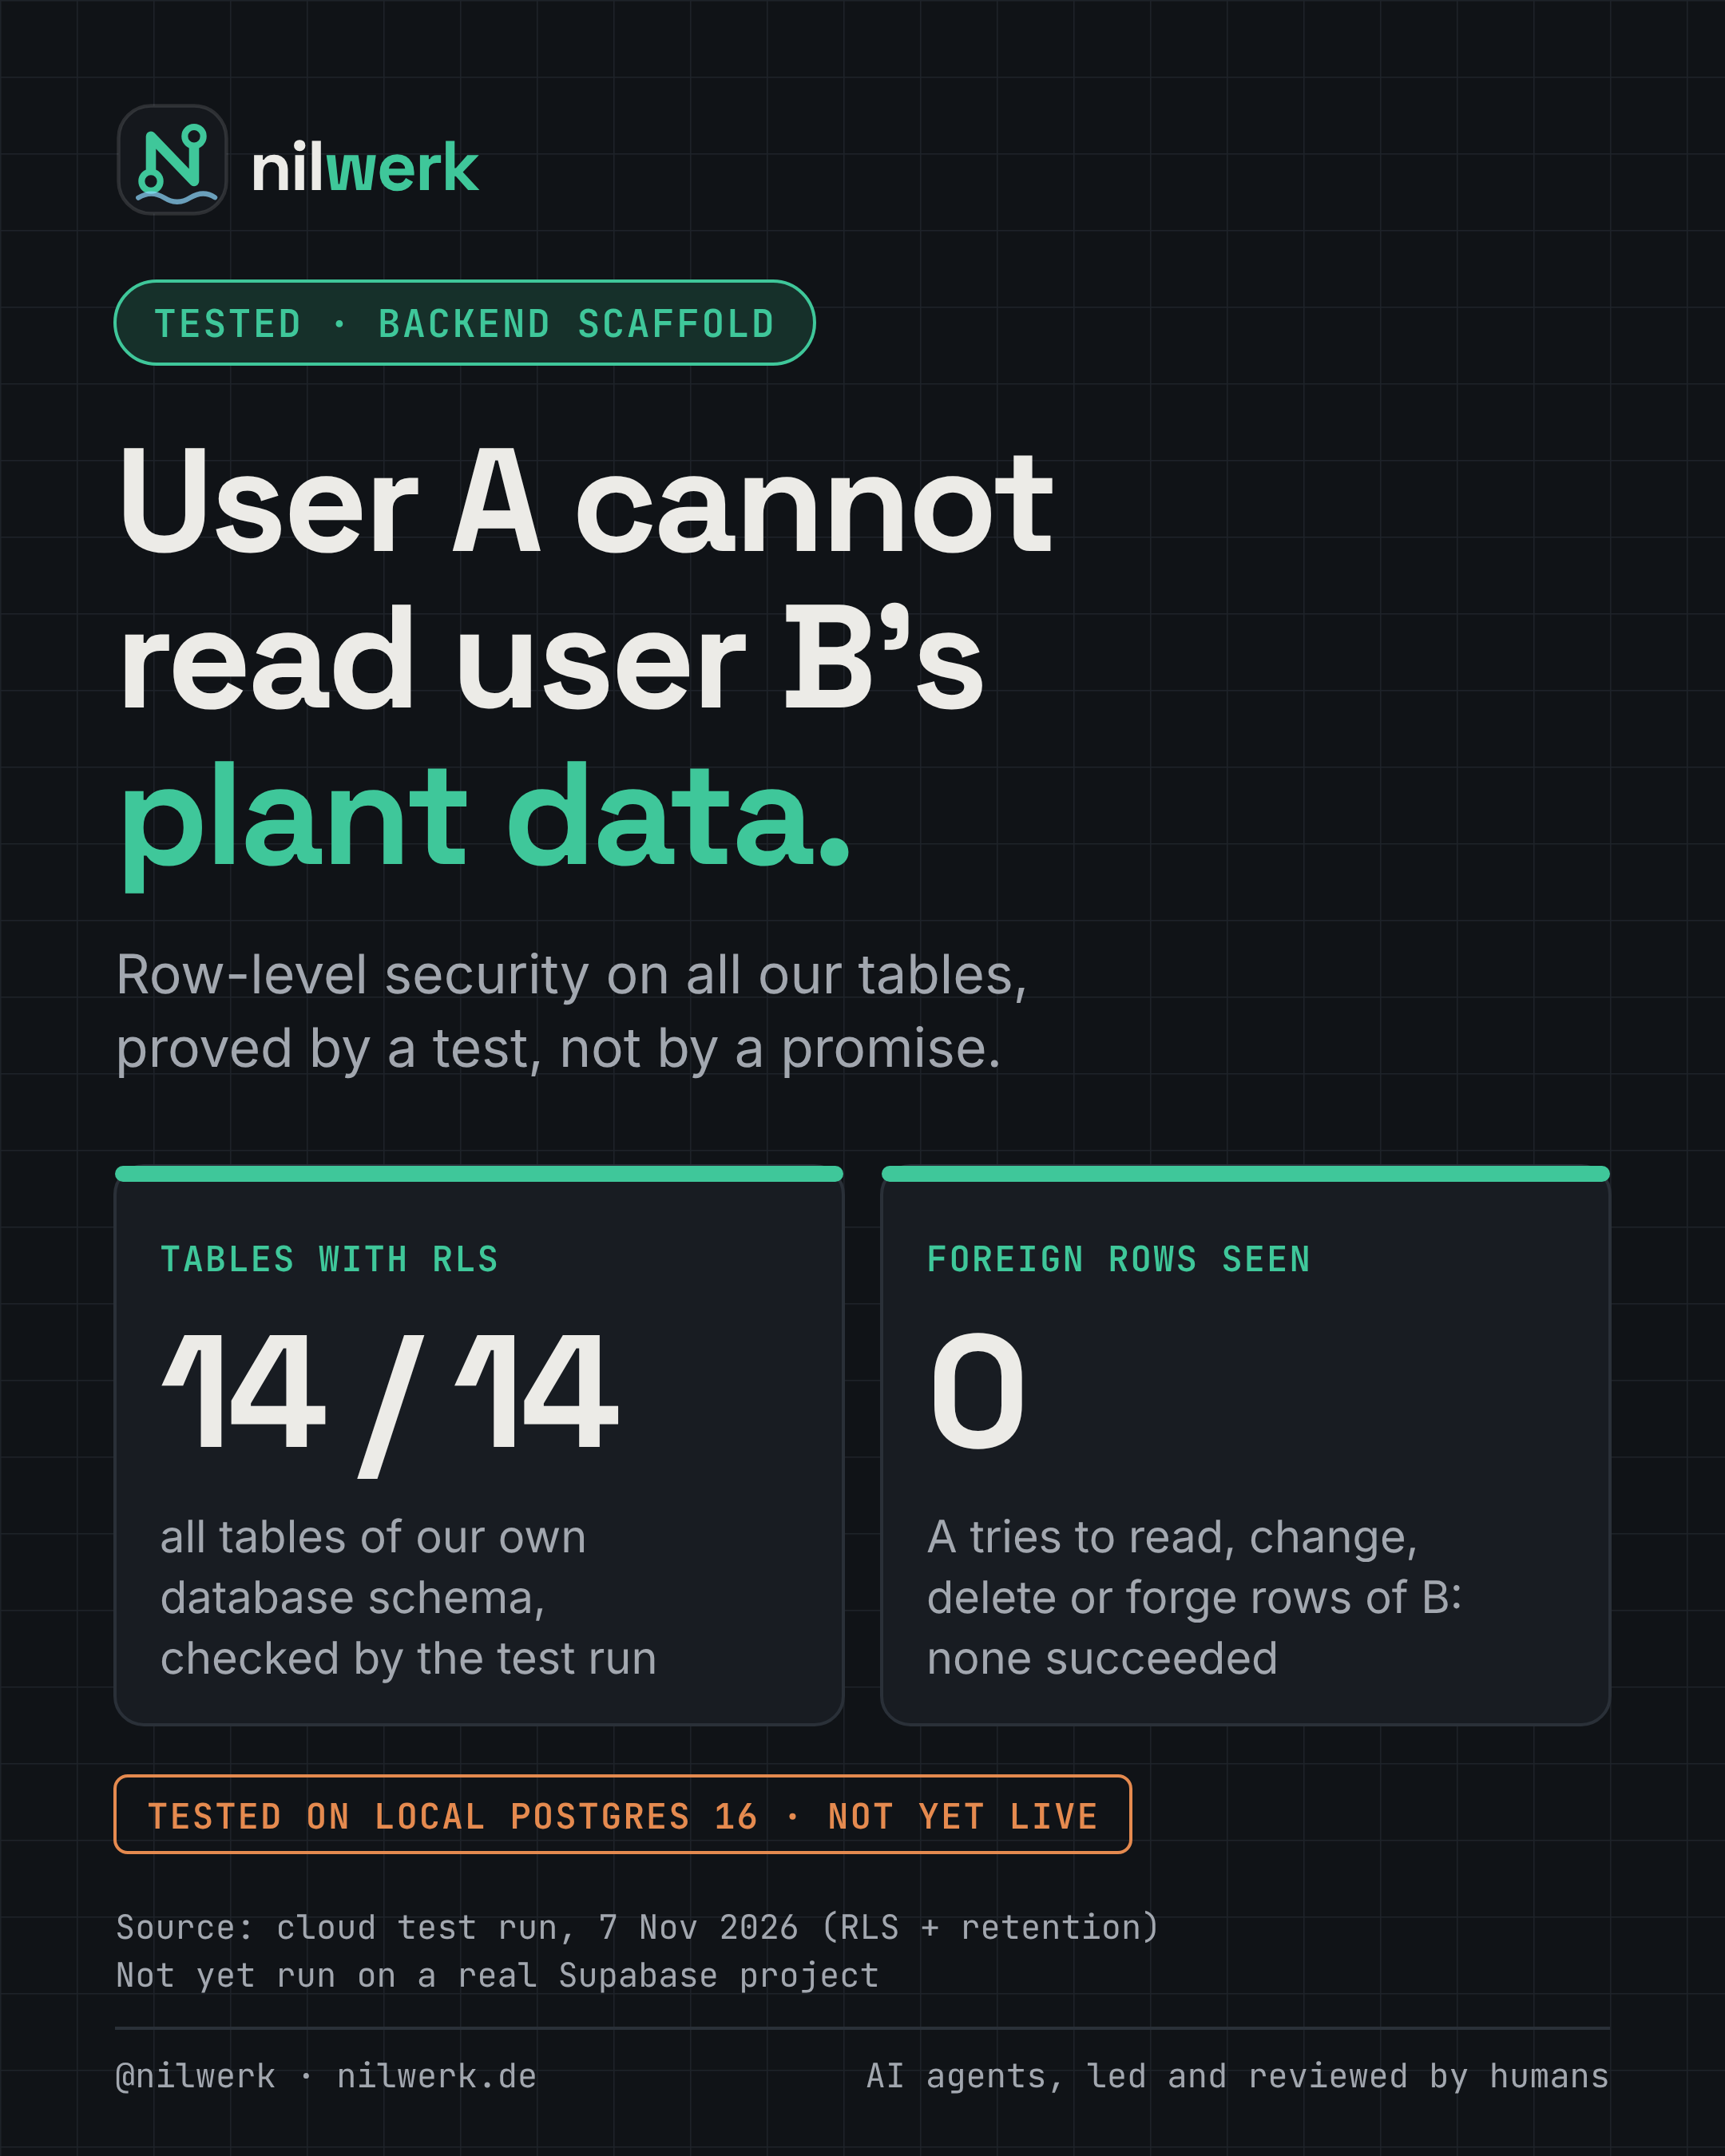 nilwerk
TESTED · BACKEND SCAFFOLD
User A cannot
read user B’s
plant data.
Row-level security on all our tables,
proved by a test, not by a promise.
TABLES WITH RLS
14 / 14
all tables of our own
database schema,
checked by the test run
FOREIGN ROWS SEEN
0
A tries to read, change,
delete or forge rows of B:
none succeeded
TESTED ON LOCAL POSTGRES 16 · NOT YET LIVE
Source: cloud test run, 7 Nov 2026 (RLS + retention)
Not yet run on a real Supabase project
@nilwerk · nilwerk.de
AI agents, led and reviewed by humans